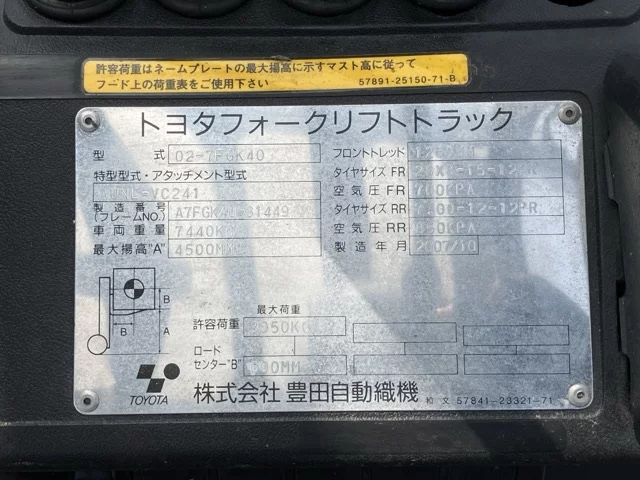 許容荷重はネームプレートの最大揚高に示すマスト高に従って
フード上の荷重表をご使用下さい 57891-25150-71-B
トヨタフォークリフトトラック
型式 02-7FGK40
特型型式・アタッチメント型式
VC241
製造番号 (フレームNO.)
車両重量 7440K
最大揚高"A" 4500M
フロントトレッド
タイヤサイズ FR
空気圧 FR 700KPA
タイヤサイズ RR
空気圧 RR
製造年月 2007/10
B
B
A
最大荷重
許容荷重
ロードセンター"B"
TOYOTA
株式会社 豊田自動織機 和文 57841-23321-71